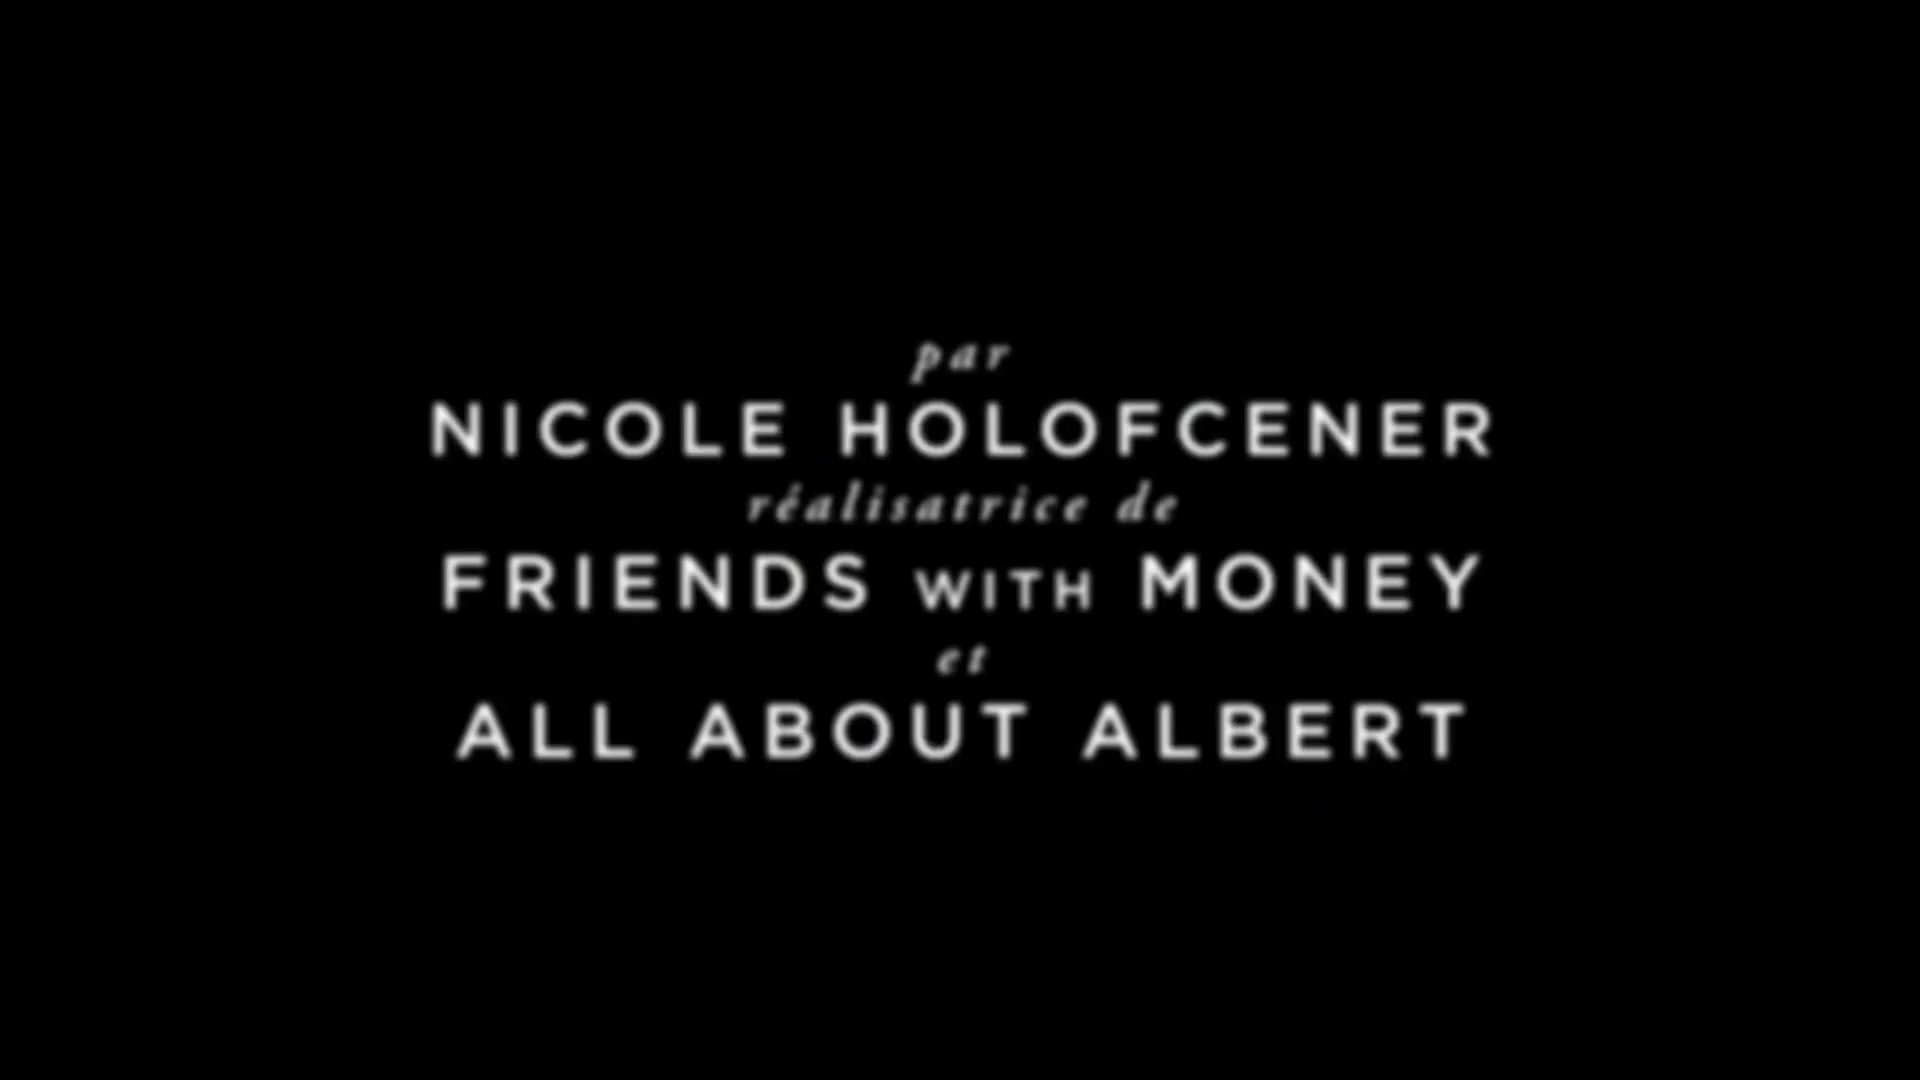 par
NICOLE HOLOFCENER
réalisatrice de
FRIENDS WITH MONEY
et
ALL ABOUT ALBERT